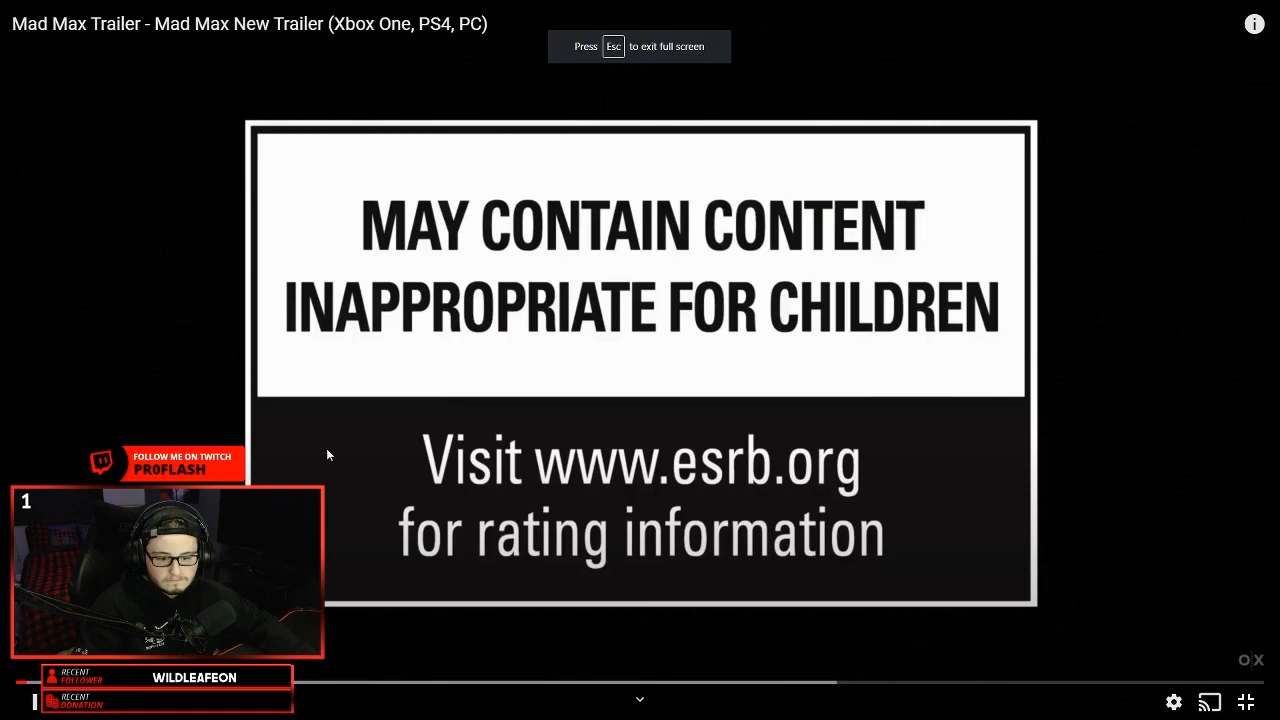 Mad Max Trailer - Mad Max New Trailer (Xbox One, PS4, PC)
Press Esc to exit full screen
MAY CONTAIN CONTENT
INAPPROPRIATE FOR CHILDREN
Visit www.esrb.org
for rating information
FOLLOW ME ON TWITCH
PR0FLASH
1
RECENT
FOLLOWER
WILDLEAFEON
RECENT
DONATION